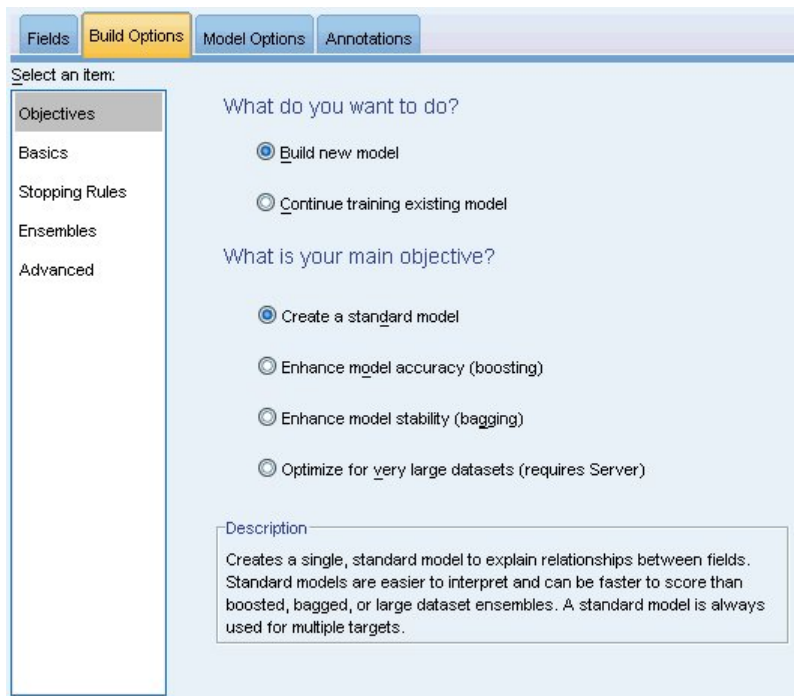 Fields
Build Options
Model Options
Annotations
Select an item:
Objectives
Basics
Stopping Rules
Ensembles
Advanced
What do you want to do?
Build new model
Continue training existing model
What is your main objective?
Create a standard model
Enhance model accuracy (boosting)
Enhance model stability (bagging)
Optimize for very large datasets (requires Server)
Description
Creates a single, standard model to explain relationships between fields.
Standard models are easier to interpret and can be faster to score than
boosted, bagged, or large dataset ensembles. A standard model is always
used for multiple targets.